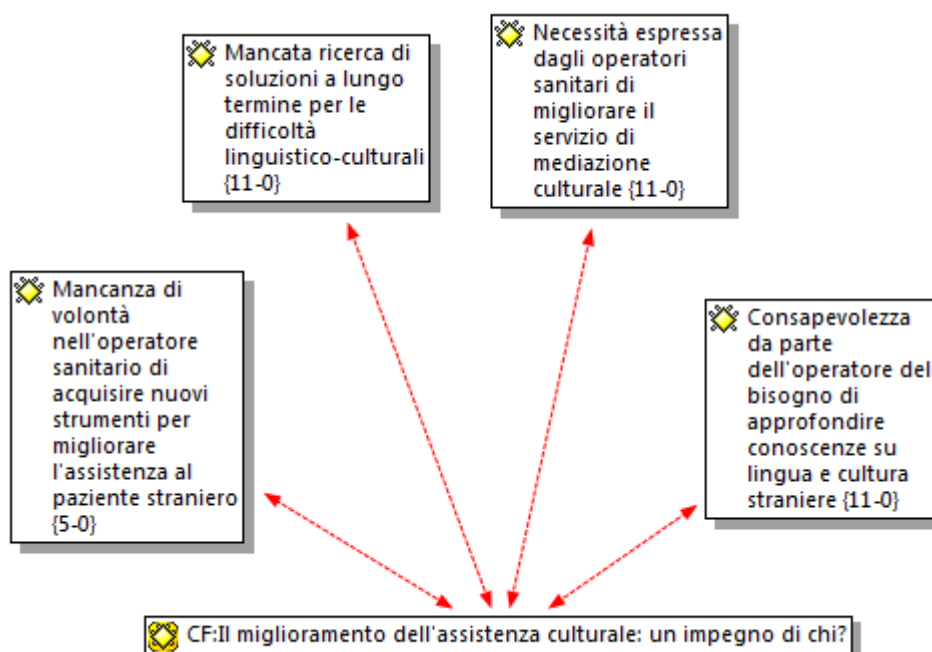 Mancata ricerca di
soluzioni a lungo
termine per le
difficoltà
linguistico-culturali
{11-0}
Necessità espressa
dagli operatori
sanitari di
migliorare il
servizio di
mediazione
culturale {11-0}
Mancanza di
volontà
nell'operatore
sanitario di
acquisire nuovi
strumenti per
migliorare
l'assistenza al
paziente straniero
{5-0}
Consapevolezza
da parte
dell'operatore del
bisogno di
approfondire
conoscenze su
lingua e cultura
straniere {11-0}
CF:Il miglioramento dell'assistenza culturale: un impegno di chi?